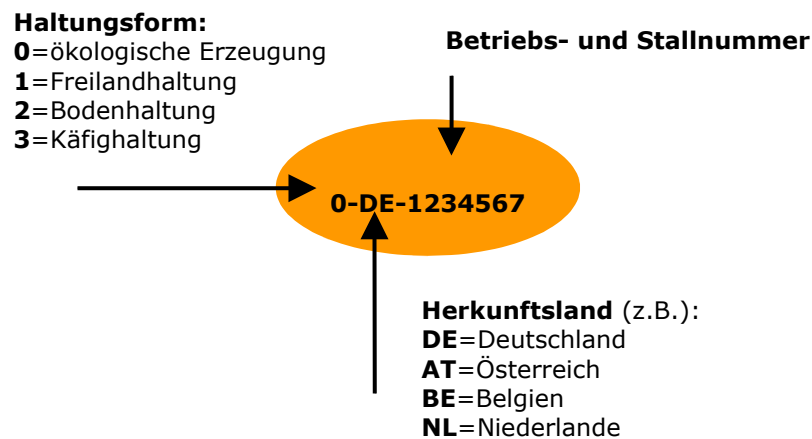 Haltungsform:
0=ökologische Erzeugung
1=Freilandhaltung
2=Bodenhaltung
3=Käfighaltung
Betriebs- und Stallnummer
0-DE-1234567
Herkunftsland (z.B.):
DE=Deutschland
AT=Österreich
BE=Belgien
NL=Niederlande